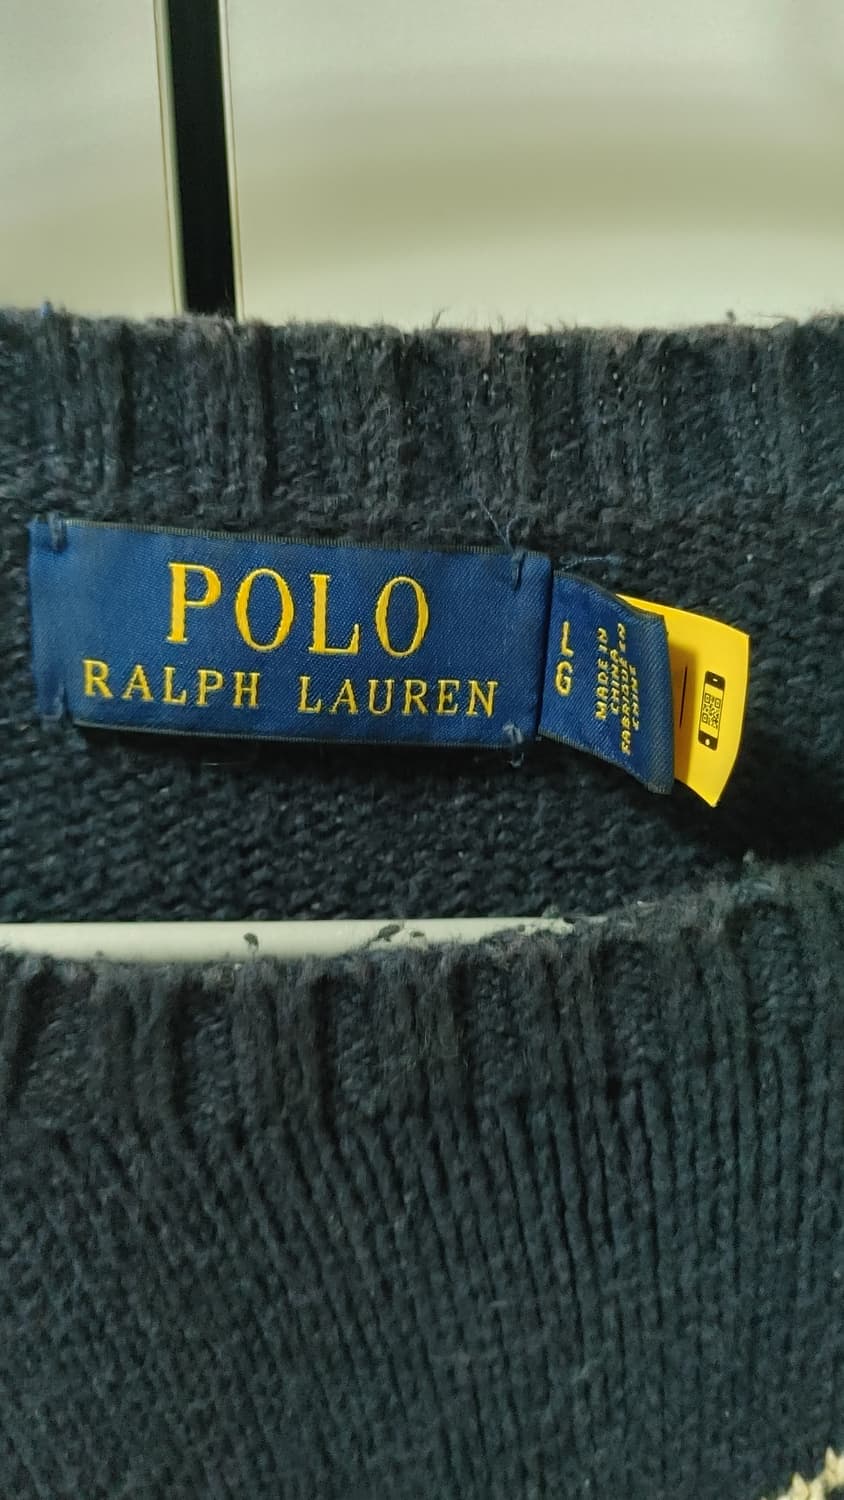 POLO
RALPH LAUREN
L
G
MADE IN
CHINA
FABRIQUÉ EN
CHINE